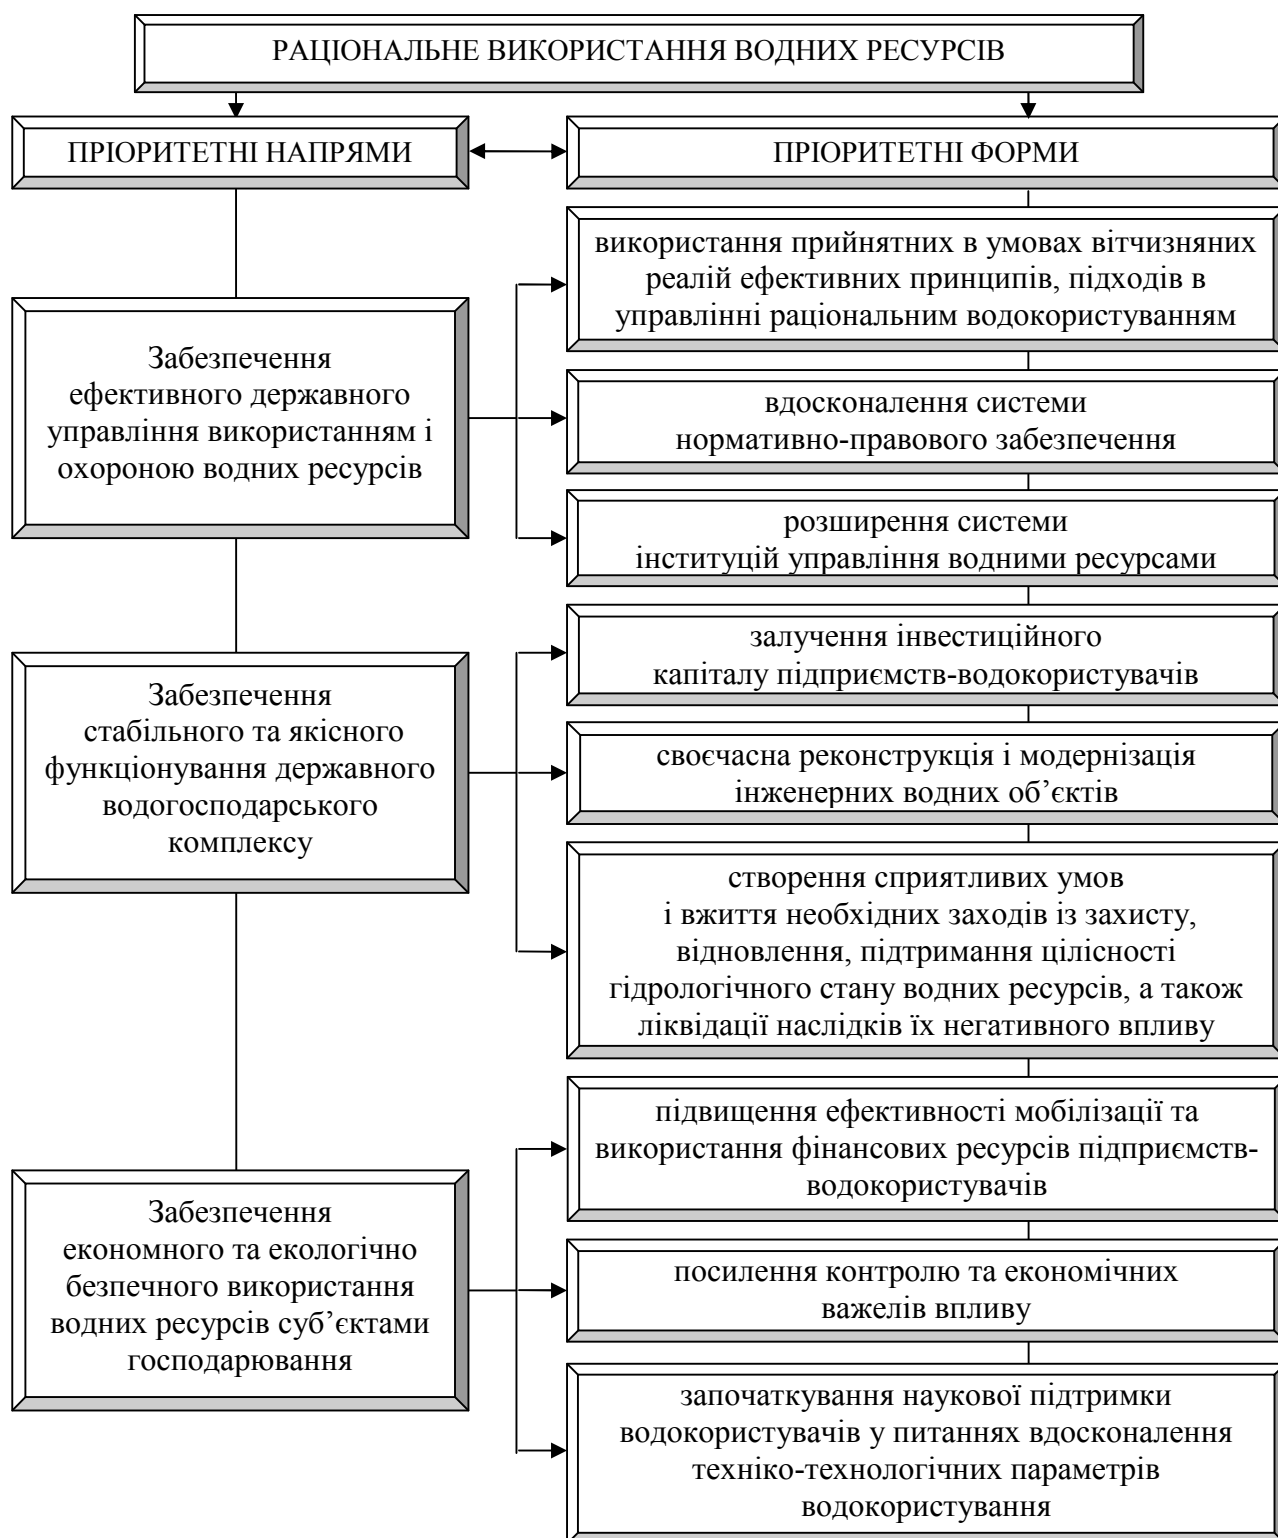 РАЦІОНАЛЬНЕ ВИКОРИСТАННЯ ВОДНИХ РЕСУРСІВ
ПРІОРИТЕТНІ НАПРЯМИ
ПРІОРИТЕТНІ ФОРМИ
Забезпечення
ефективного державного
управління використанням і
охороною водних ресурсів
використання прийнятних в умовах вітчизняних
реалій ефективних принципів, підходів в
управлінні раціональним водокористуванням
вдосконалення системи
нормативно-правового забезпечення
розширення системи
інституцій управління водними ресурсами
Забезпечення
стабільного та якісного
функціонування державного
водогосподарського
комплексу
залучення інвестиційного
капіталу підприємств-водокористувачів
своєчасна реконструкція і модернізація
інженерних водних об’єктів
створення сприятливих умов
і вжиття необхідних заходів із захисту,
відновлення, підтримання цілісності
гідрологічного стану водних ресурсів, а також
ліквідації наслідків їх негативного впливу
Забезпечення
економного та екологічно
безпечного використання
водних ресурсів суб’єктами
господарювання
підвищення ефективності мобілізації та
використання фінансових ресурсів підприємств-
водокористувачів
посилення контролю та економічних
важелів впливу
започаткування наукової підтримки
водокористувачів у питаннях вдосконалення
техніко-технологічних параметрів
водокористування